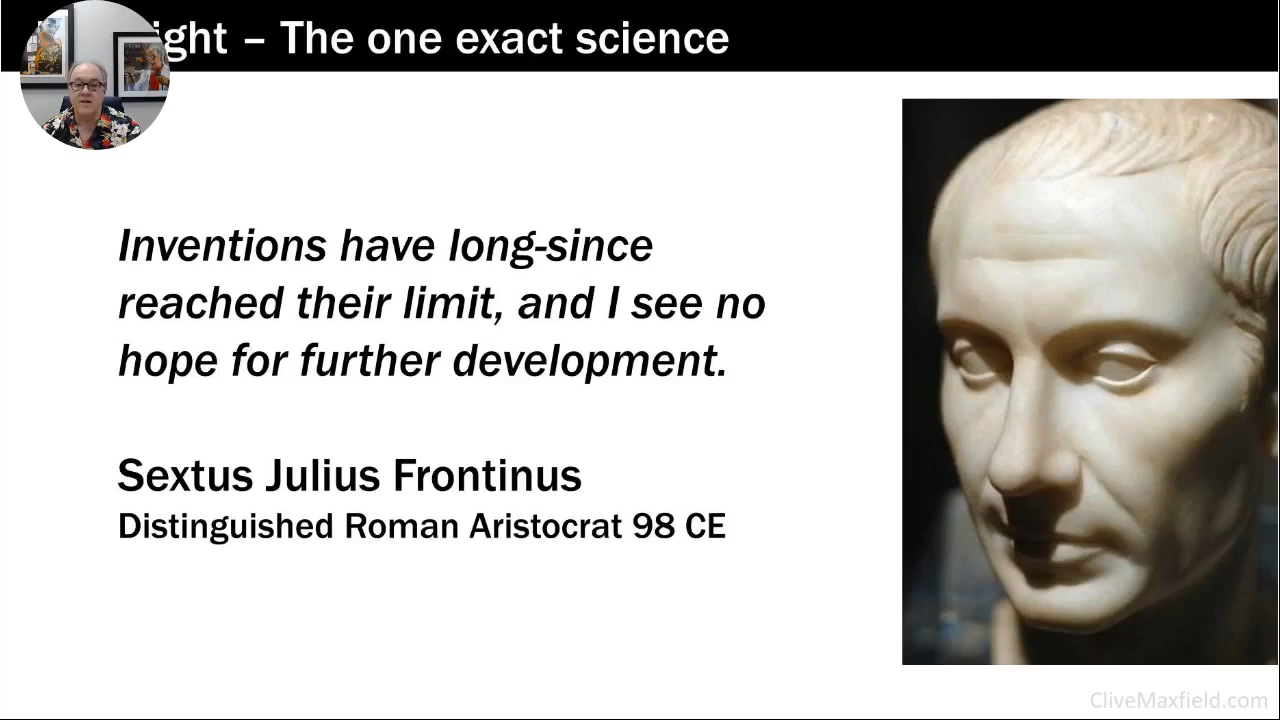 – The one exact science
Inventions have long-since
reached their limit, and I see no
hope for further development.
Sextus Julius Frontinus
Distinguished Roman Aristocrat 98 CE
CliveMaxfield.com